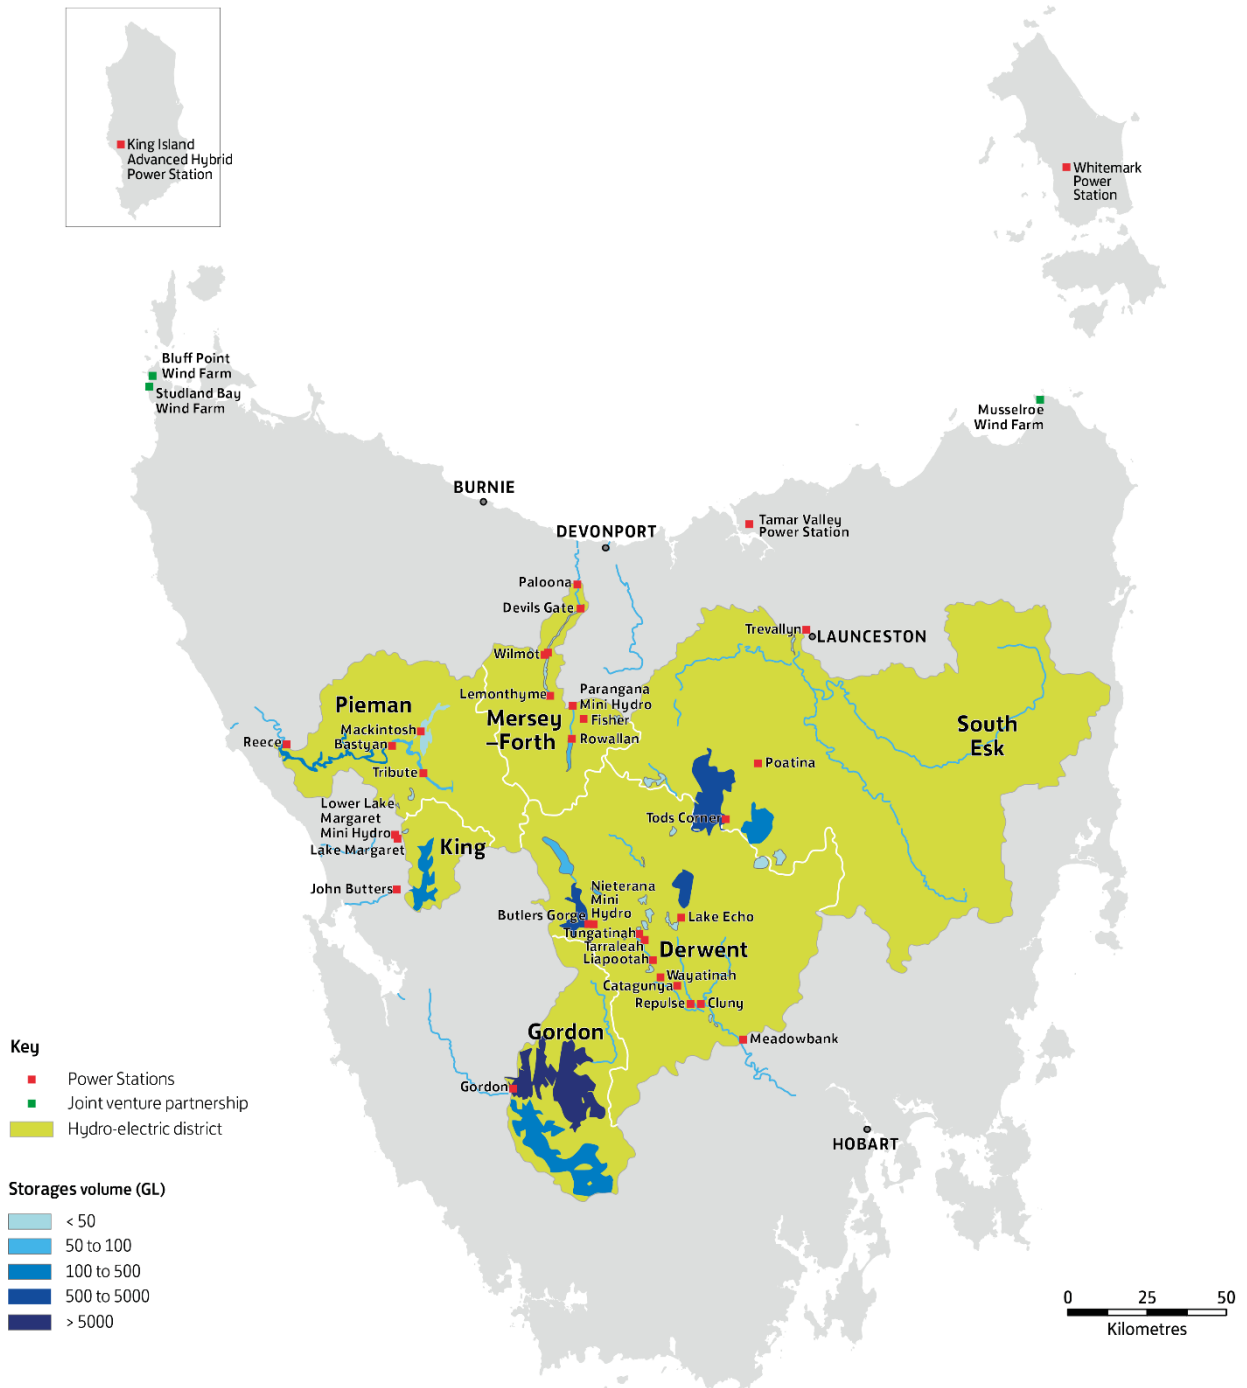 King Island
Advanced Hybrid
Power Station
Whitemark
Power
Station
Bluff Point
Wind Farm
Studland Bay
Wind Farm
Musselroe
Wind Farm
BURNIE
DEVONPORT
Tamar Valley
Power Station
Paloona
Devils Gate
Trevallyn
LAUNCESTON
Wilmot
Lemonthyme
Parangana
Mini Hydro
Fisher
Rowallan
Mersey
–Forth
Pieman
Mackintosh
Bastyan
Reece
Tribute
South
Esk
Poatina
Tods Corner
Lower Lake
Margaret
Mini Hydro
Lake Margaret
King
John Butters
Nieterana
Mini
Hydro
Butlers Gorge
Lake Echo
Tungatinah
Tarraleah
Liapootah
Derwent
Wayatinah
Catagunya
Repulse
Cluny
Gordon
Meadowbank
Gordon
HOBART
Key
Power Stations
Joint venture partnership
Hydro-electric district
Storages volume (GL)
< 50
50 to 100
100 to 500
500 to 5000
> 5000
0 25 50
Kilometres